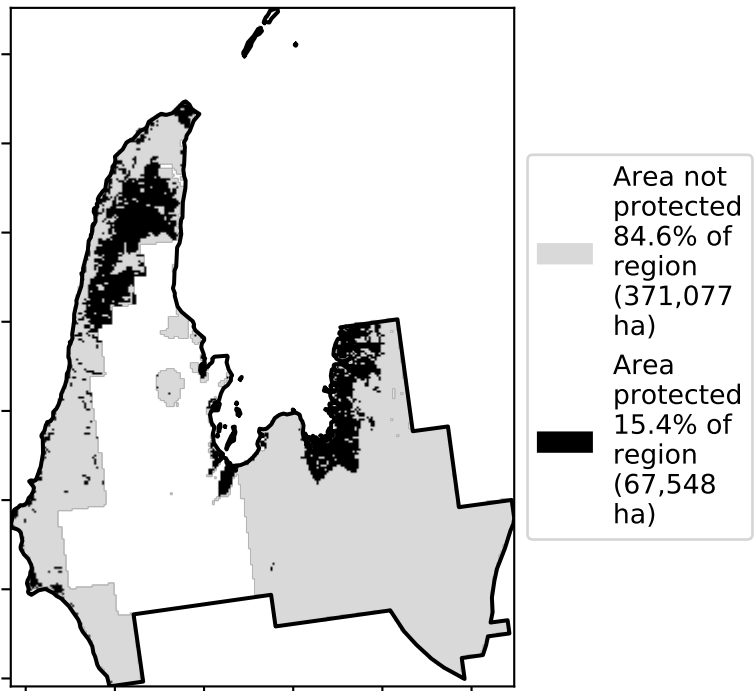 Area not
protected
84.6% of
region
(371,077
ha)
Area
protected
15.4% of
region
(67,548
ha)